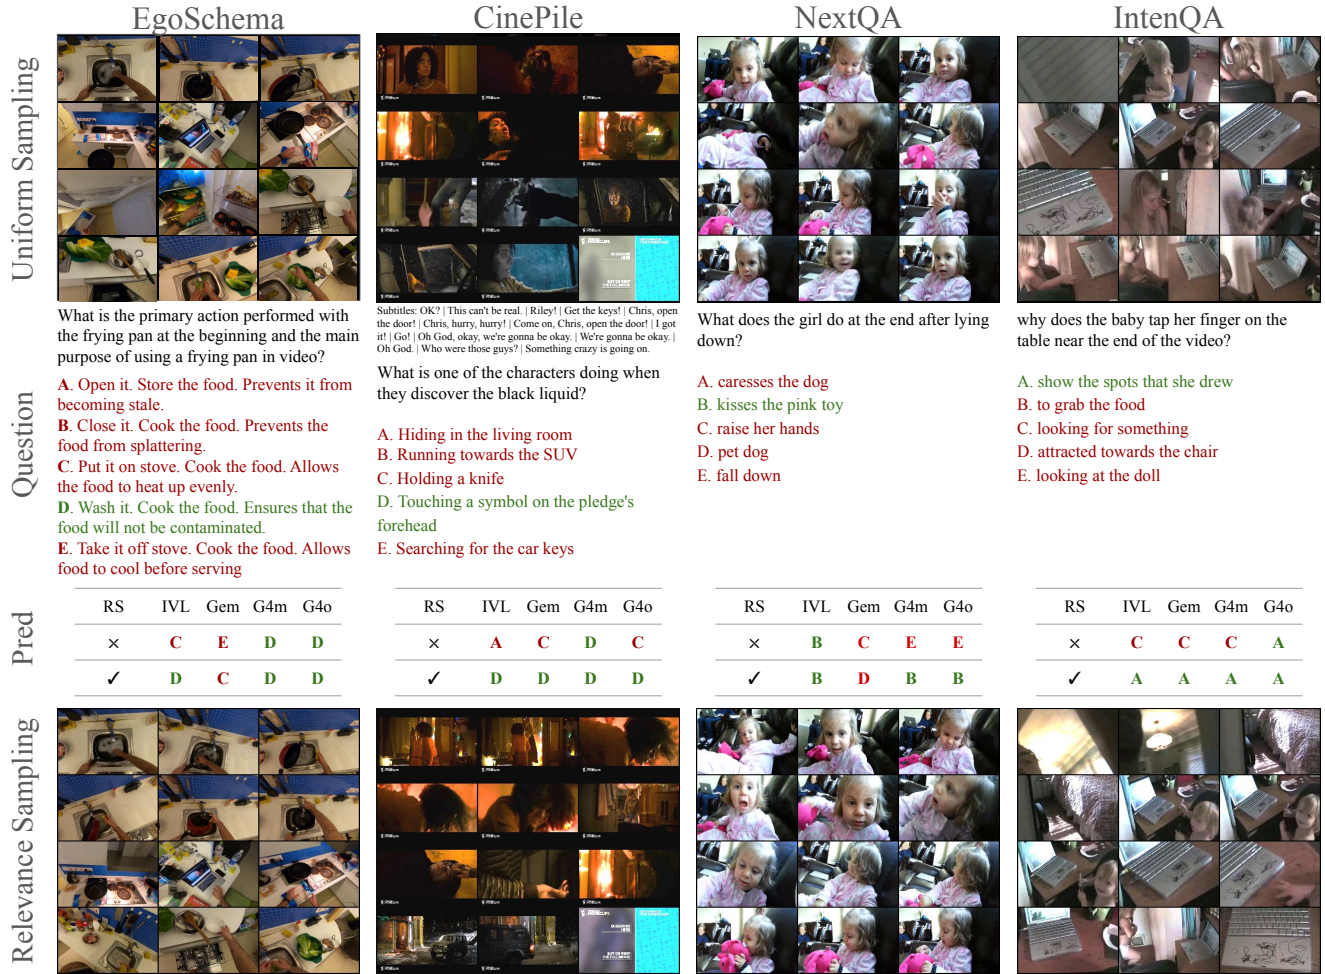 EgoSchema
CinePile
NextQA
IntenQA
Uniform Sampling
Question
Pred
Relevance Sampling
What is the primary action performed with
the frying pan at the beginning and the main
purpose of using a frying pan in video?
A. Open it. Store the food. Prevents it from
becoming stale.
B. Close it. Cook the food. Prevents the
food from splattering.
C. Put it on stove. Cook the food. Allows
the food to heat up evenly.
D. Wash it. Cook the food. Ensures that the
food will not be contaminated.
E. Take it off stove. Cook the food. Allows
food to cool before serving
Subtitles: OK? | This can't be real. | Riley! | Get the keys! | Chris, open
the door! | Chris, hurry, hurry! | Come on, Chris, open the door! | I got
it! | Go! | Oh God, okay, we're gonna be okay. | We're gonna be okay. |
Oh God. | Who were those guys? | Something crazy is going on.
What is one of the characters doing when
they discover the black liquid?
A. Hiding in the living room
B. Running towards the SUV
C. Holding a knife
D. Touching a symbol on the pledge's
forehead
E. Searching for the car keys
What does the girl do at the end after lying
down?
A. caresses the dog
B. kisses the pink toy
C. raise her hands
D. pet dog
E. fall down
why does the baby tap her finger on the
table near the end of the video?
A. show the spots that she drew
B. to grab the food
C. looking for something
D. attracted towards the chair
E. looking at the doll
RS IVL Gem G4m G4o
× C E D D
✓ D C D D
RS IVL Gem G4m G4o
× A C D C
✓ D D D D
RS IVL Gem G4m G4o
× B C E E
✓ B D B B
RS IVL Gem G4m G4o
× C C C A
✓ A A A A